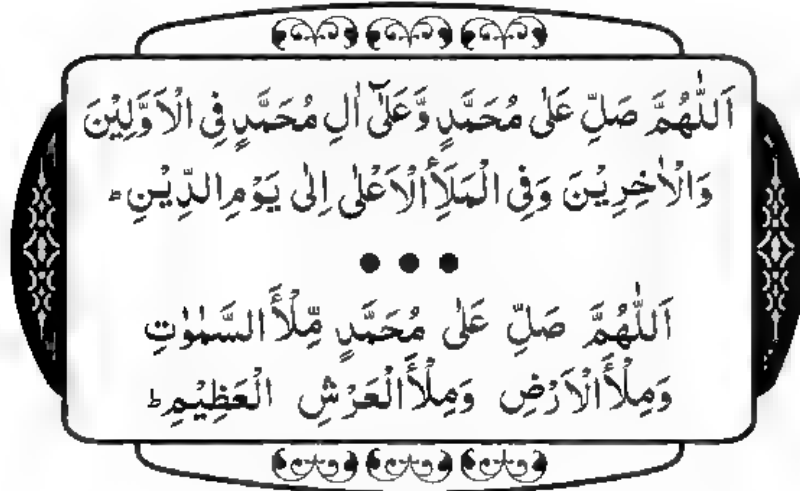 اَللّٰهُمَّ صَلِّ عَلٰى مُحَمَّدٍ وَّعَلٰٓى اٰلِ مُحَمَّدٍ فِى الْاَوَّلِيْنَ
وَالْاٰخِرِيْنَ وَفِى الْمَلَأِ الْاَعْلٰى اِلٰى يَوْمِ الدِّيْنِ ؕ
● ● ●
اَللّٰهُمَّ صَلِّ عَلٰى مُحَمَّدٍ مِّلْأَ السَّمٰوٰتِ
وَمِلْأَ الْاَرْضِ وَمِلْأَ الْعَرْشِ الْعَظِيْمِ ؕ